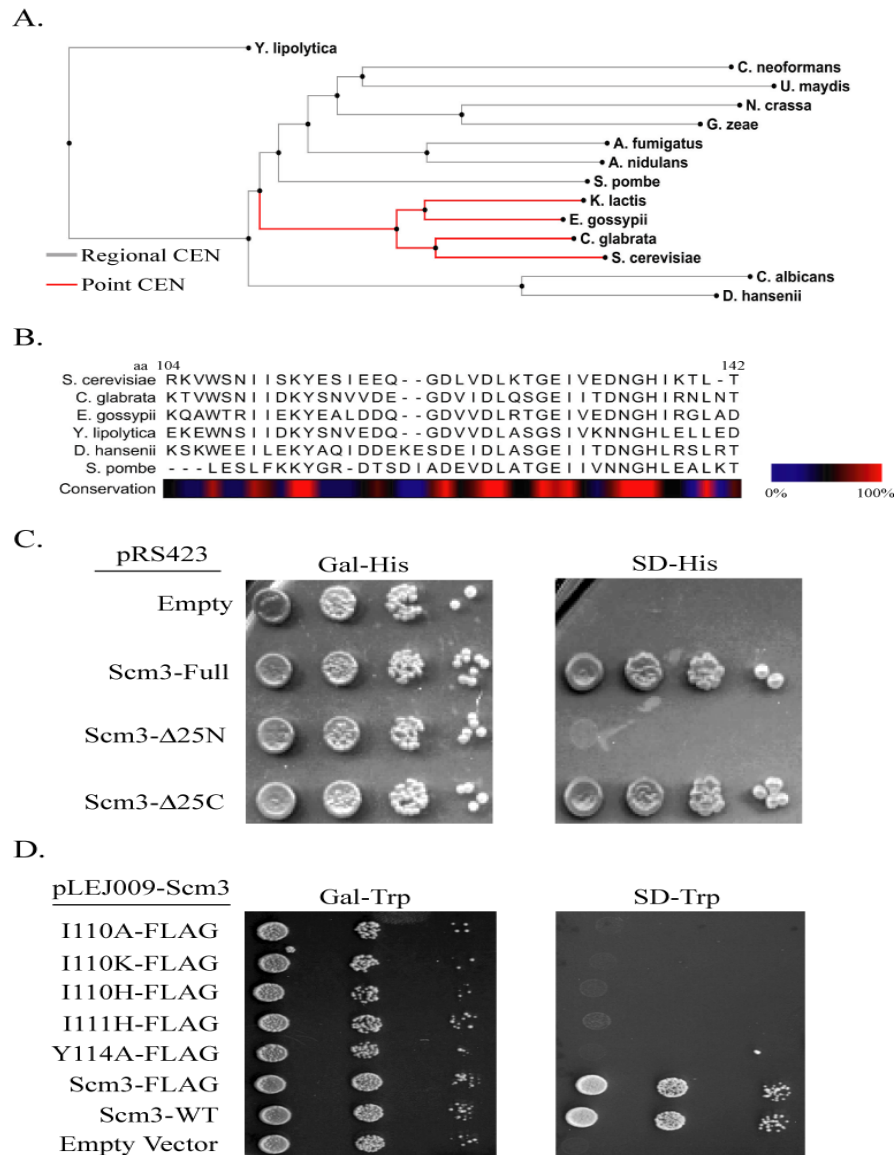 A.
Y. lipolytica
C. neoformans
U. maydis
N. crassa
G. zeae
A. fumigatus
A. nidulans
S. pombe
K. lactis
E. gossypii
C. glabrata
S. cerevisiae
C. albicans
D. hansenii
Regional CEN
Point CEN
B.
aa 104 142
S. cerevisiae RKVWSNIISKYESIEEQ--GDLVDLKTGEIVEDNGHIKTL-T
C. glabrata KTVWSNIIEKYSNVVDE--GDVIDLQSGEIITDNGHIRNLNT
E. gossypii KQAWTRIIEKYEALDDQ--GDVVDLRTGEIVEDNGHIRGLAD
Y. lipolytica EKEWNSIIDKYSNVEDQ--GDVVDLASGSIVKNNGHLELLED
D. hansenii KSKWEEILEKYAQIDDEKESDEIDLATGEIITDNGHLRSLRT
S. pombe ---LESLFKKYGR-DTSDIADEVDLATGEIIVNNGHLEALKT
Conservation
0% 100%
C.
pRS423 Gal-His SD-His
Empty
Scm3-Full
Scm3-Δ25N
Scm3-Δ25C
D.
pLEJ009-Scm3 Gal-Trp SD-Trp
I110A-FLAG
I110K-FLAG
I110H-FLAG
I111H-FLAG
Y114A-FLAG
Scm3-FLAG
Scm3-WT
Empty Vector